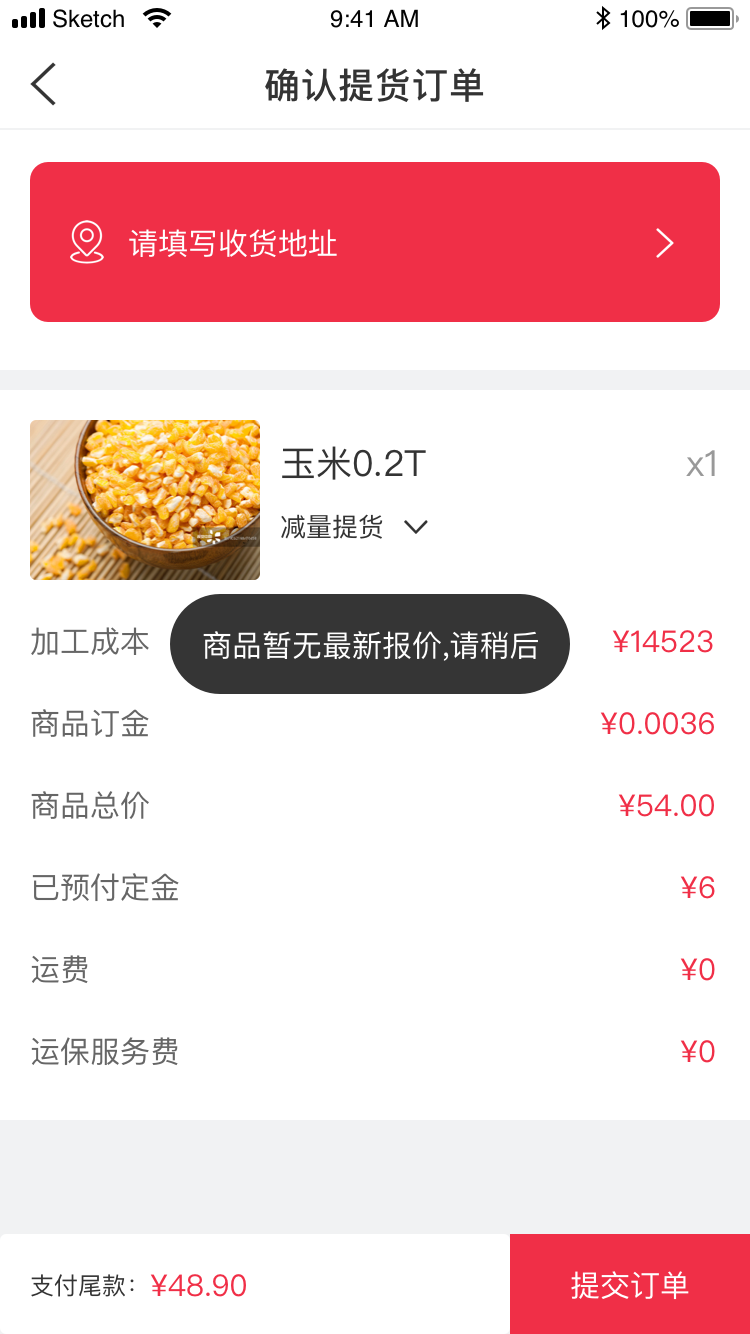 Sketch 9:41 AM 100%
确认提货订单
请填写收货地址
玉米0.2T x1
减量提货
加工成本 ¥14523
商品暂无最新报价,请稍后
商品订金 ¥0.0036
商品总价 ¥54.00
已预付定金 ¥6
运费 ¥0
运保服务费 ¥0
支付尾款: ¥48.90 提交订单